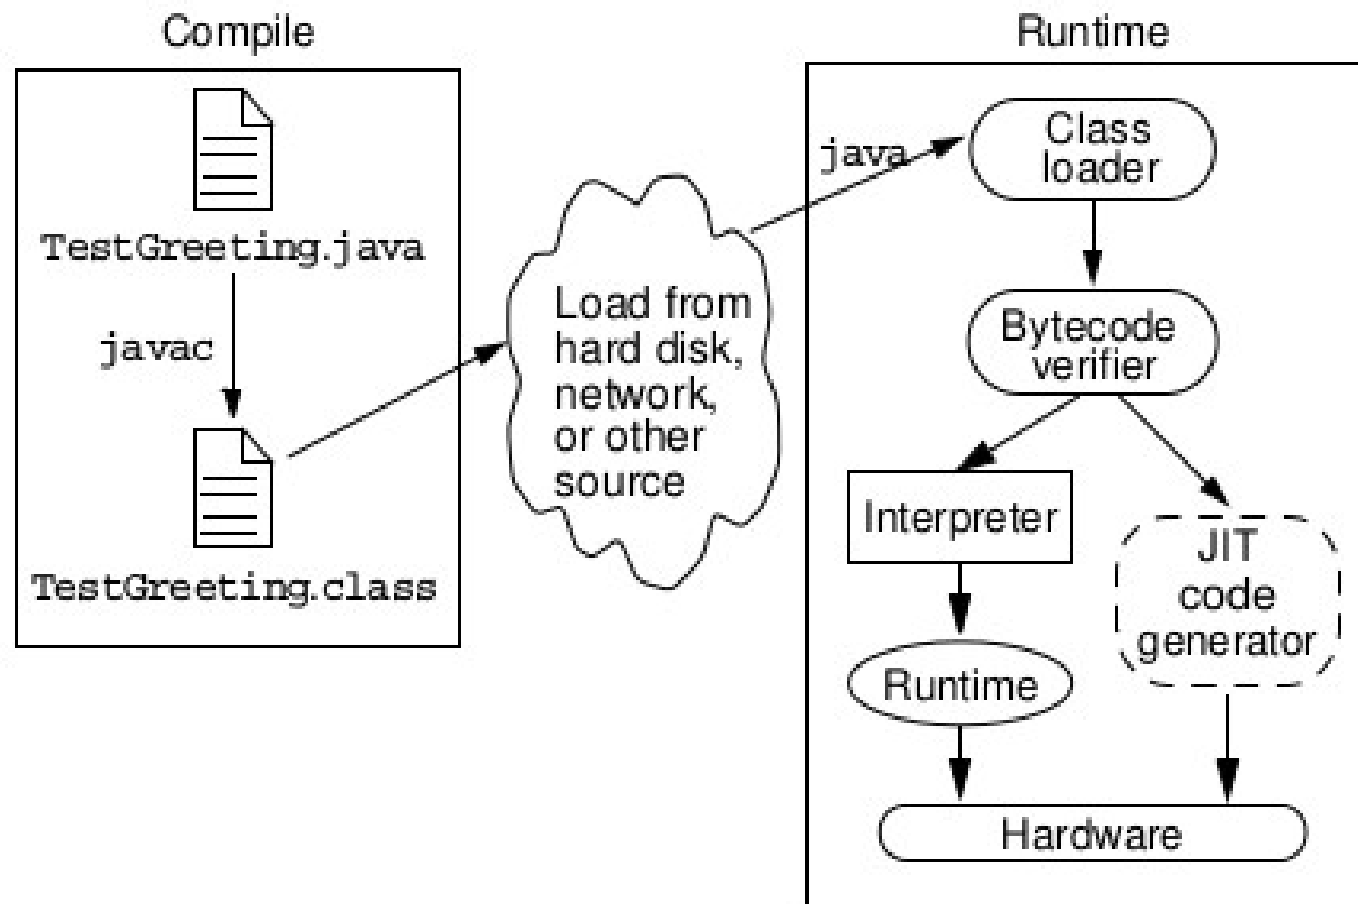 Compile
TestGreeting.java
javac
TestGreeting.class
Load from
hard disk,
network,
or other
source
Runtime
java
Class
loader
Bytecode
verifier
Interpreter
JIT
code
generator
Runtime
Hardware